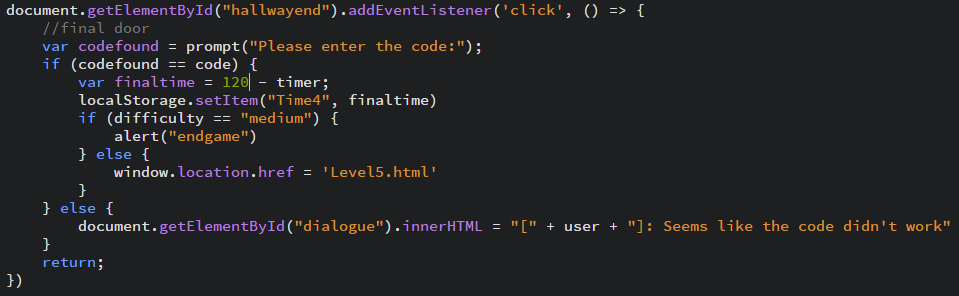 document.getElementById("hallwayend").addEventListener('click', () => {
    //final door
    var codefound = prompt("Please enter the code:");
    if (codefound == code) {
        var finaltime = 120 - timer;
        localStorage.setItem("Time4", finaltime)
        if (difficulty == "medium") {
            alert("endgame")
        } else {
            window.location.href = 'Level5.html'
        }
    } else {
        document.getElementById("dialogue").innerHTML = "[" + user + "]: Seems like the code didn't work"
    }
    return;
})